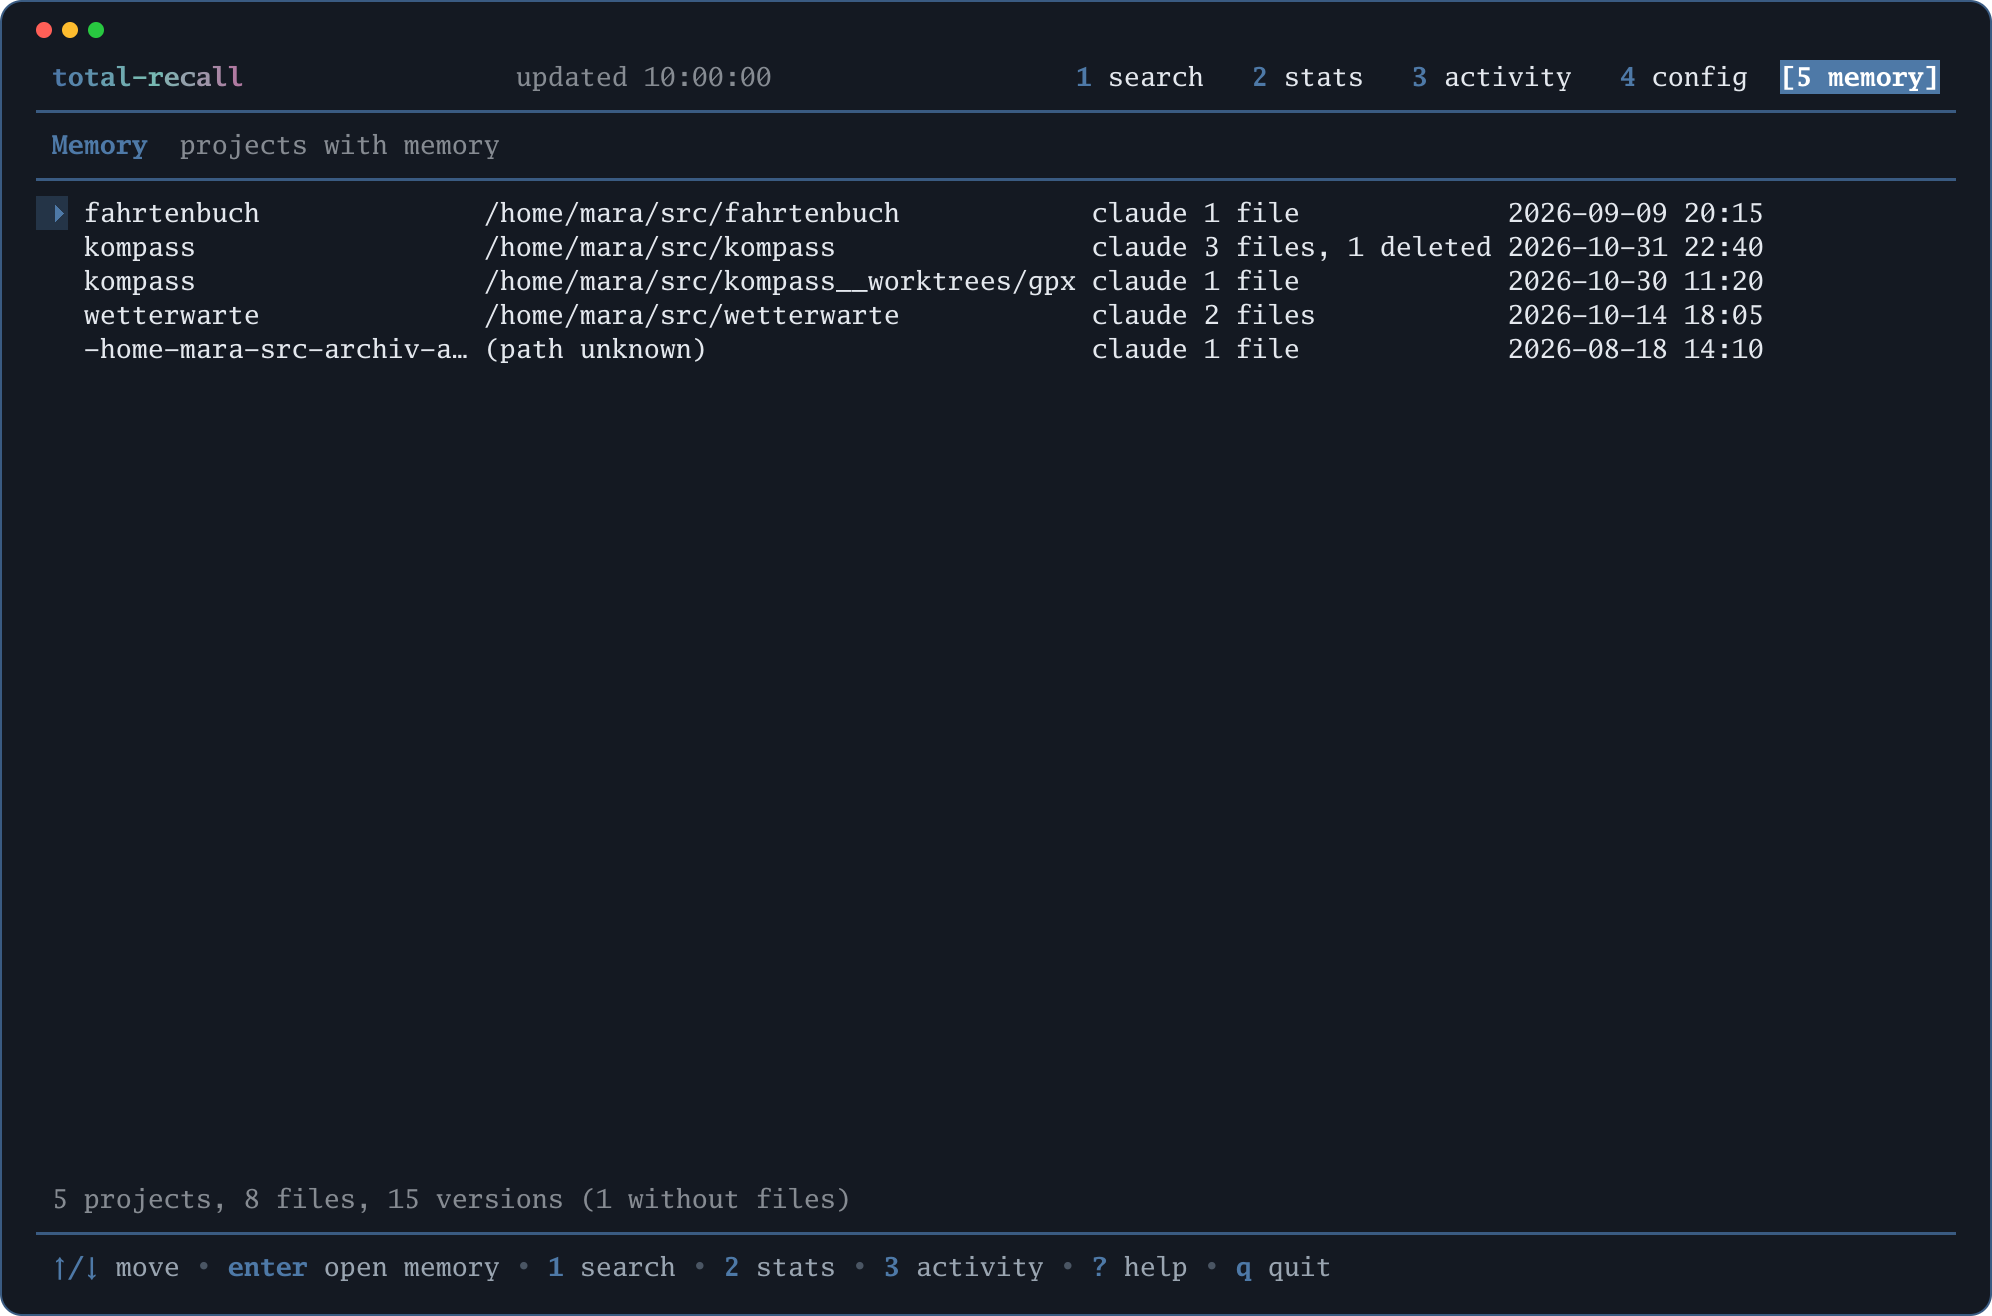 total-recall updated 10:00:00 1 search 2 stats 3 activity 4 config [5 memory]
Memory projects with memory
fahrtenbuch /home/mara/src/fahrtenbuch claude 1 file 2026-09-09 20:15
kompass /home/mara/src/kompass claude 3 files, 1 deleted 2026-10-31 22:40
kompass /home/mara/src/kompass__worktrees/gpx claude 1 file 2026-10-30 11:20
wetterwarte /home/mara/src/wetterwarte claude 2 files 2026-10-14 18:05
-home-mara-src-archiv-a… (path unknown) claude 1 file 2026-08-18 14:10
5 projects, 8 files, 15 versions (1 without files)
↑/↓ move • enter open memory • 1 search • 2 stats • 3 activity • ? help • q quit